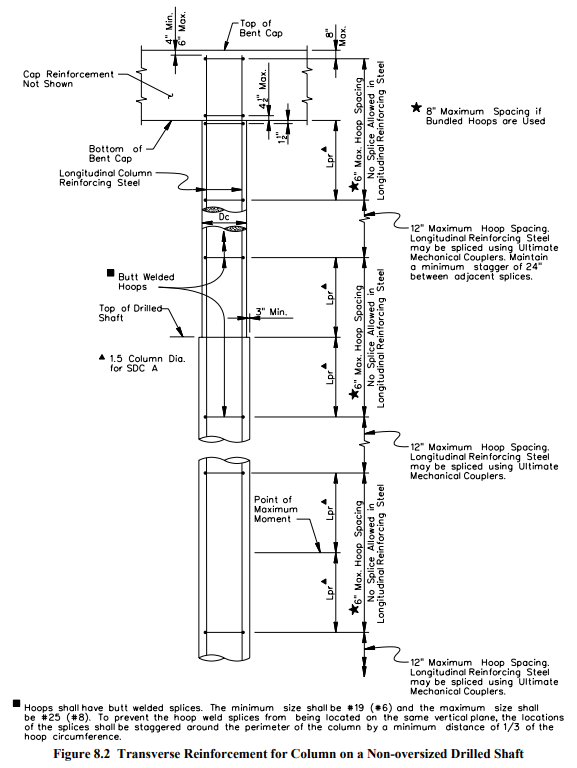 4" Min.
6" Max.
Top of
Bent Cap
8"
Max.
Cap Reinforcement
Not Shown
4½" Max.
1½"
Bottom of
Bent Cap
Longitudinal Column
Reinforcing Steel
Lpr ▲
★ 6" Max. Hoop Spacing
No Splice Allowed in
Longitudinal Reinforcing Steel
★ 8" Maximum Spacing if
Bundled Hoops are Used
Dc
12" Maximum Hoop Spacing.
Longitudinal Reinforcing Steel
may be spliced using Ultimate
Mechanical Couplers. Maintain
a minimum stagger of 24"
between adjacent splices.
■ Butt Welded
Hoops
Top of Drilled
Shaft
3" Min.
▲ 1.5 Column Dia.
for SDC A
Lpr ▲
Lpr ▲
★ 6" Max. Hoop Spacing
No Splice Allowed in
Longitudinal Reinforcing Steel
12" Maximum Hoop Spacing.
Longitudinal Reinforcing Steel
may be spliced using Ultimate
Mechanical Couplers.
Point of
Maximum
Moment
Lpr ▲
Lpr ▲
★ 6" Max. Hoop Spacing
No Splice Allowed in
Longitudinal Reinforcing Steel
12" Maximum Hoop Spacing.
Longitudinal Reinforcing Steel
may be spliced using Ultimate
Mechanical Couplers.
■ Hoops shall have butt welded splices. The minimum size shall be #19 (#6) and the maximum size shall
be #25 (#8). To prevent the hoop weld splices from being located on the same vertical plane, the locations
of the splices shall be staggered around the perimeter of the column by a minimum distance of 1/3 of the
hoop circumference.
Figure 8.2 Transverse Reinforcement for Column on a Non-oversized Drilled Shaft